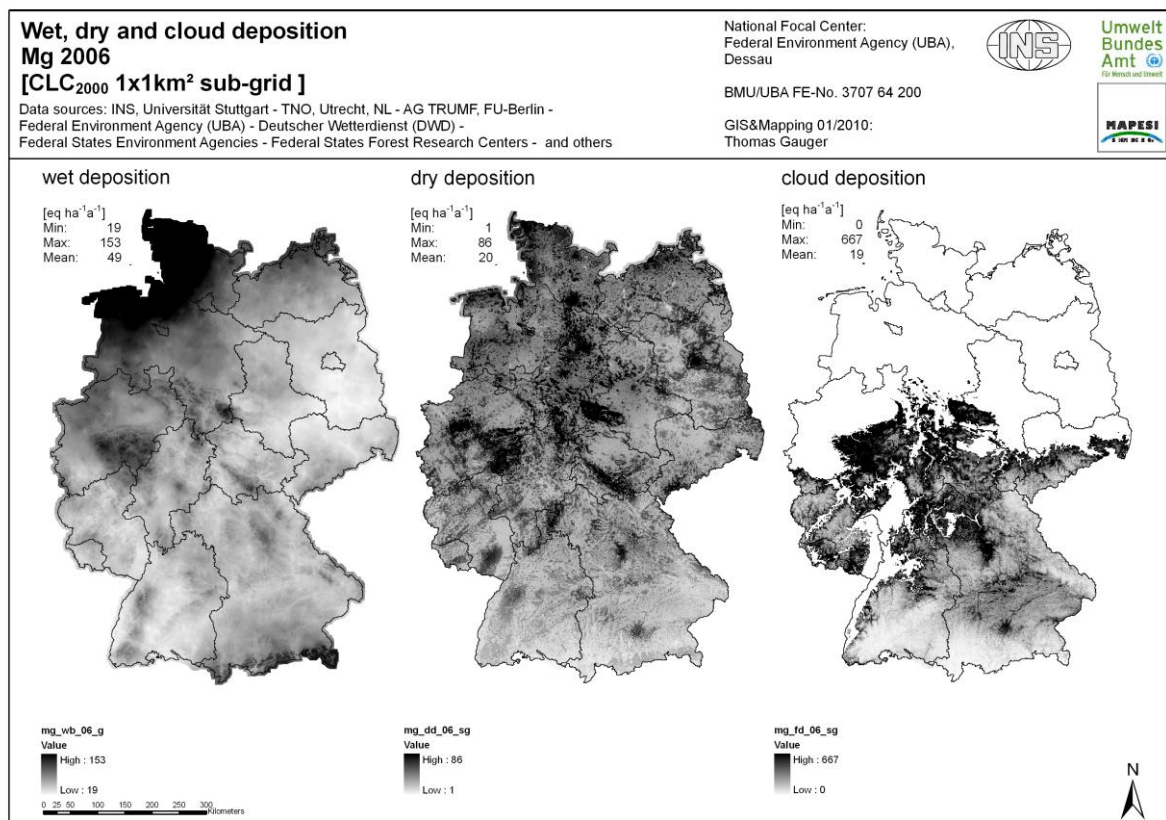 Wet, dry and cloud deposition
Mg 2006
[CLC2000 1x1km² sub-grid ]
Data sources: INS, Universität Stuttgart - TNO, Utrecht, NL - AG TRUMF, FU-Berlin -
Federal Environment Agency (UBA) - Deutscher Wetterdienst (DWD) -
Federal States Environment Agencies - Federal States Forest Research Centers - and others
National Focal Center:
Federal Environment Agency (UBA),
Dessau
BMU/UBA FE-No. 3707 64 200
GIS&Mapping 01/2010:
Thomas Gauger
INS
Umwelt
Bundes
Amt
Für Mensch und Umwelt
MAPESI
wet deposition
[eq ha⁻¹a⁻¹]
Min: 19
Max: 153
Mean: 49
dry deposition
[eq ha⁻¹a⁻¹]
Min: 1
Max: 86
Mean: 20
cloud deposition
[eq ha⁻¹a⁻¹]
Min: 0
Max: 667
Mean: 19
mg_wb_06_g
Value
High : 153
Low : 19
0 25 50 100 150 200 250 300
Kilometers
mg_dd_06_sg
Value
High : 86
Low : 1
mg_fd_06_sg
Value
High : 667
Low : 0
N